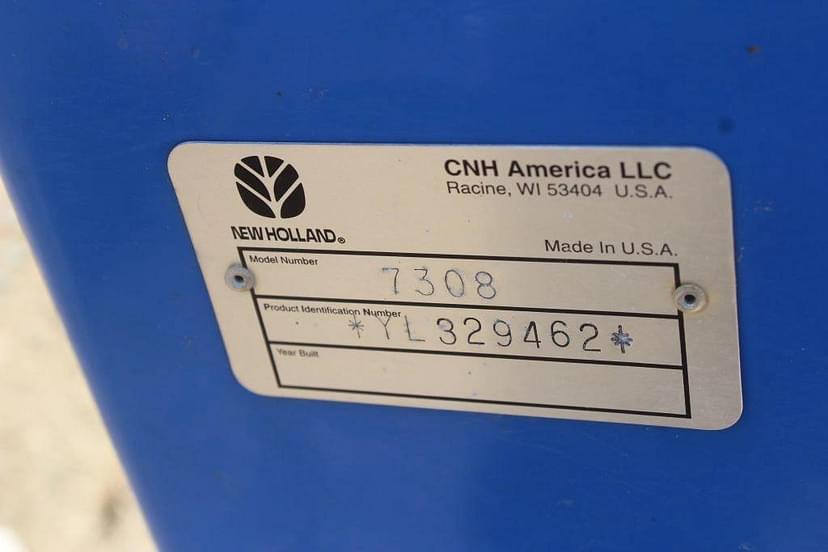 CNH America LLC
Racine, WI 53404 U.S.A.
NEW HOLLAND®
Made In U.S.A.
Model Number
7308
Product Identification Number
*YL329462*
Year Built